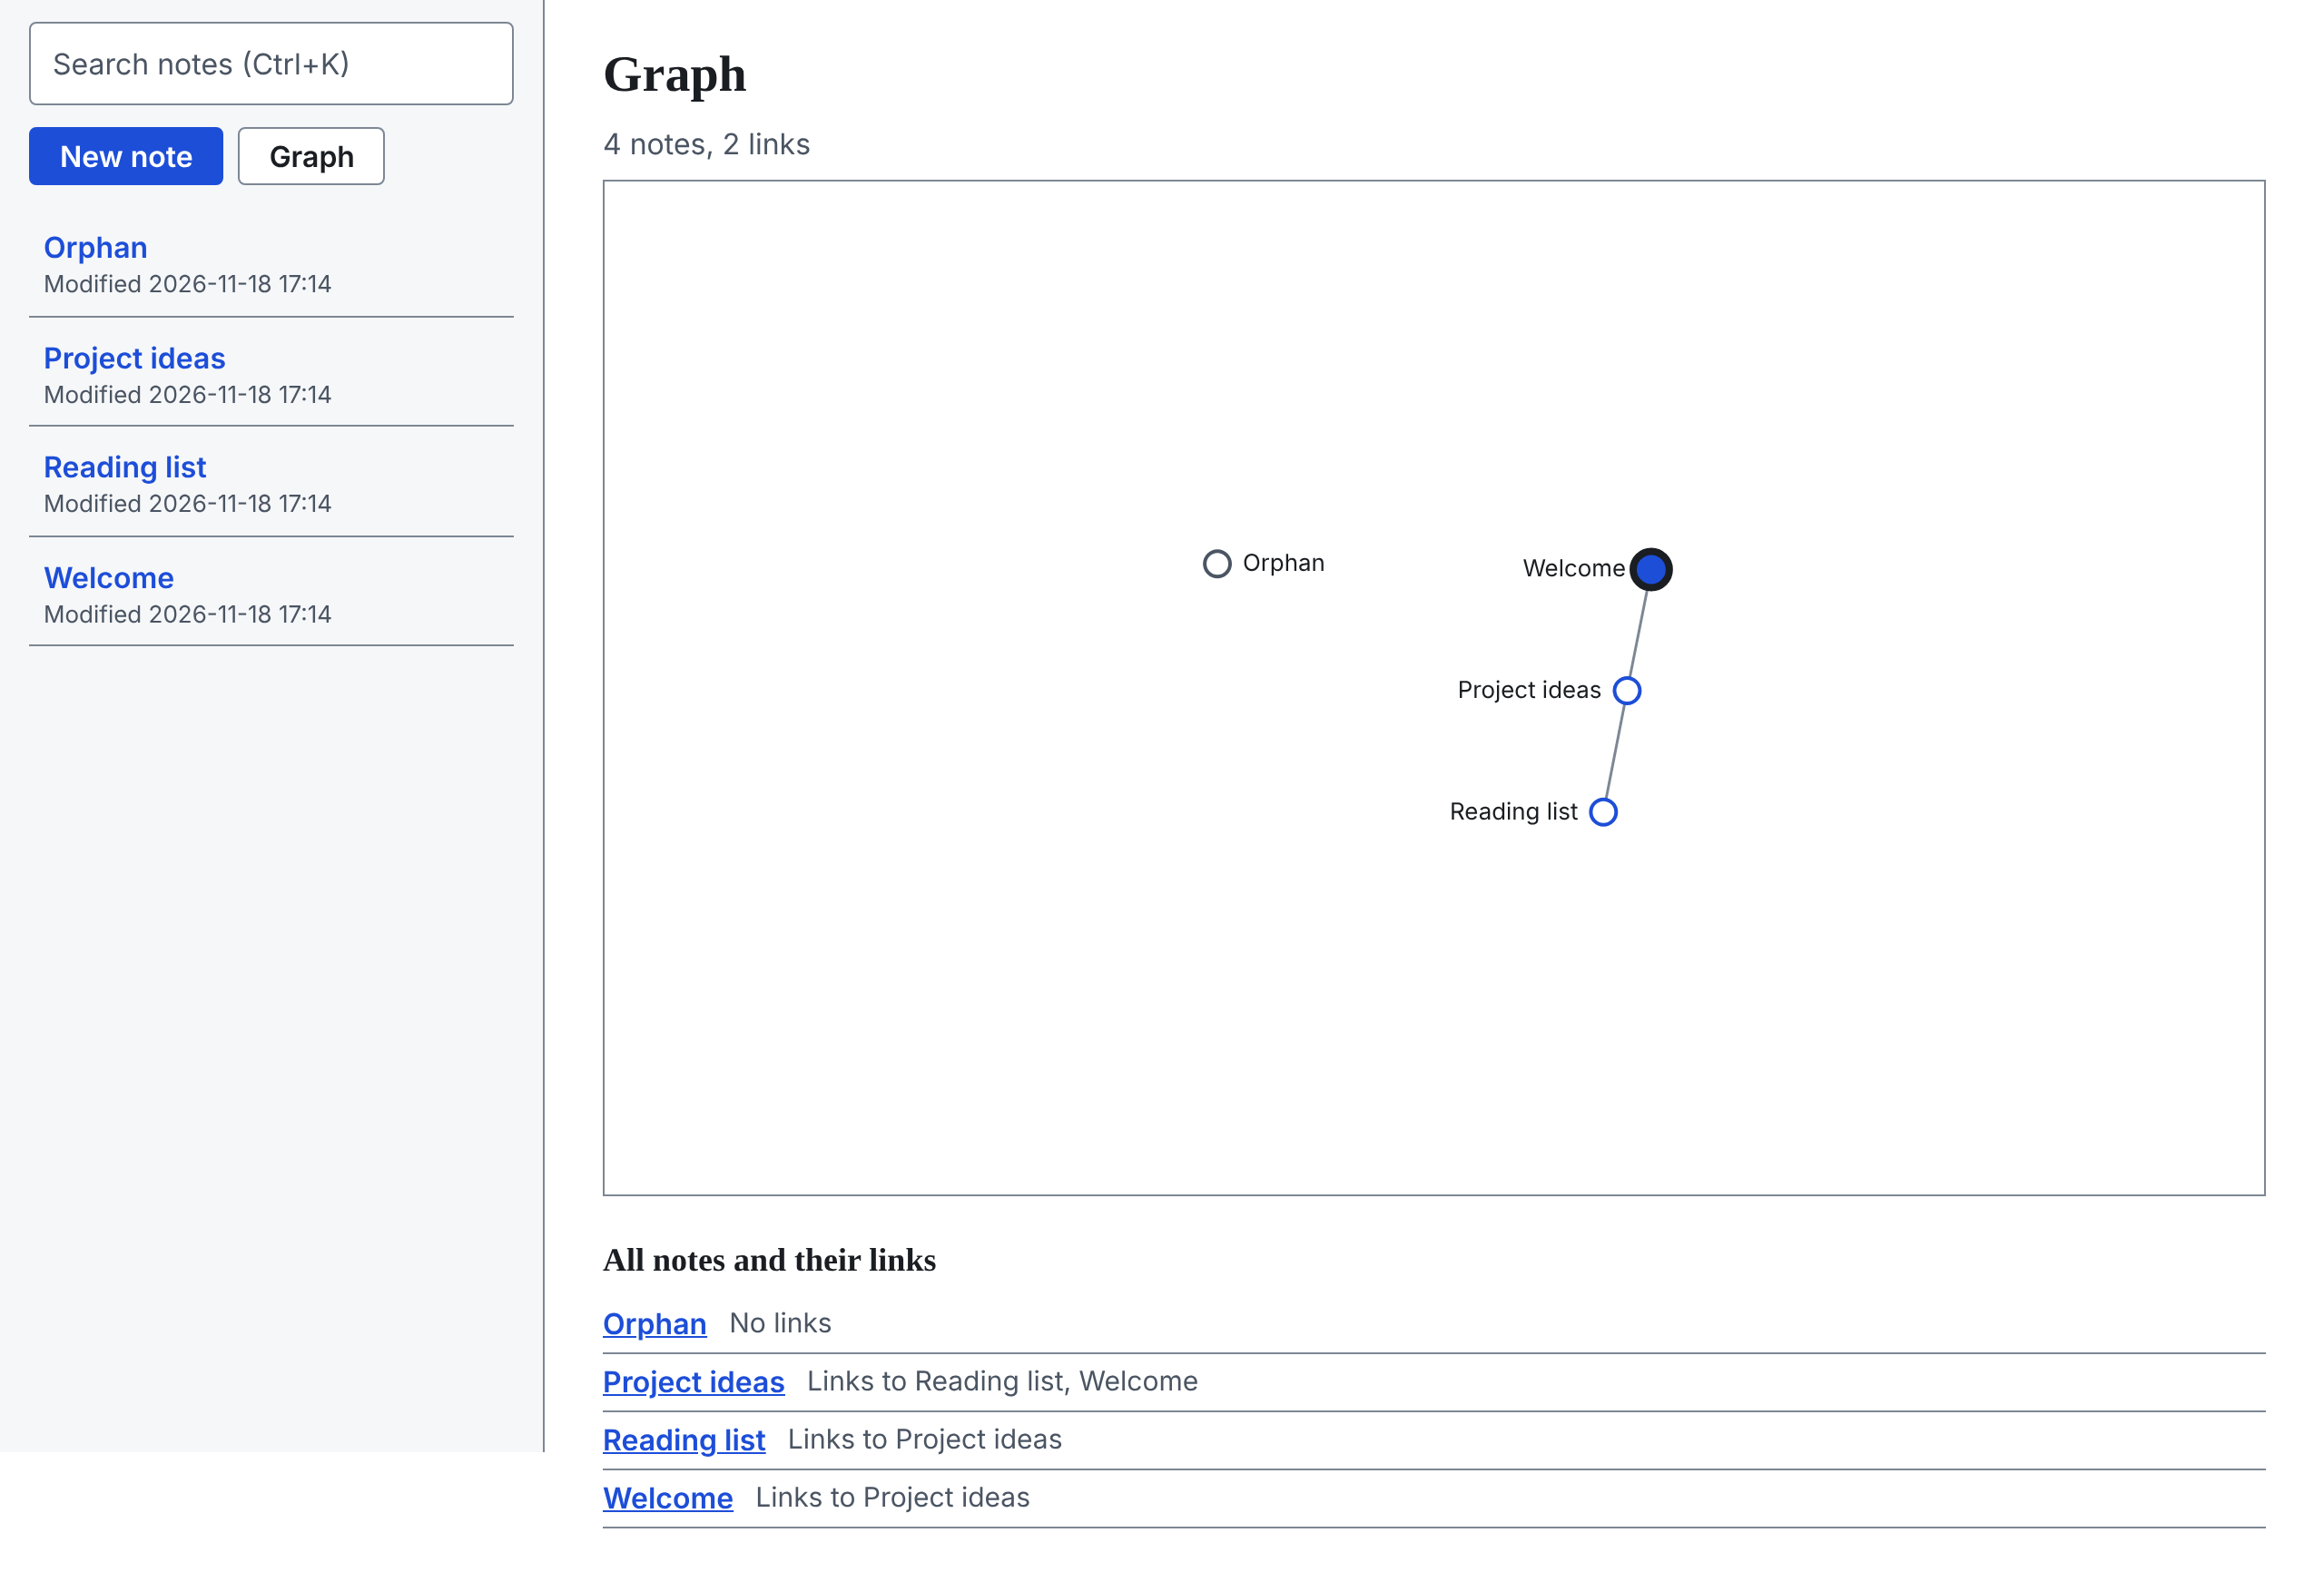 Search notes (Ctrl+K)
New note
Graph
Orphan
Modified 2026-11-18 17:14
Project ideas
Modified 2026-11-18 17:14
Reading list
Modified 2026-11-18 17:14
Welcome
Modified 2026-11-18 17:14
Graph
4 notes, 2 links
Orphan
Welcome
Project ideas
Reading list
All notes and their links
Orphan No links
Project ideas Links to Reading list, Welcome
Reading list Links to Project ideas
Welcome Links to Project ideas